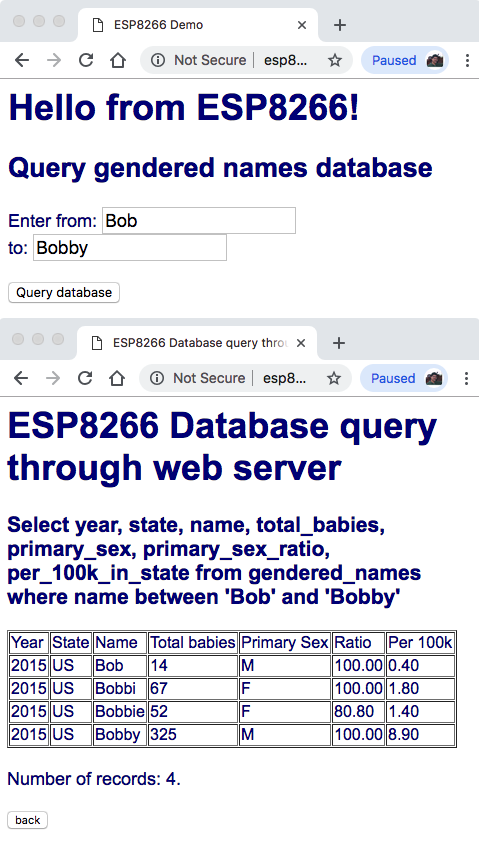 ESP8266 Demo
Not Secure esp8... Paused
Hello from ESP8266!
Query gendered names database
Enter from: Bob
to: Bobby
Query database
ESP8266 Database query thro
Not Secure esp8... Paused
ESP8266 Database query
through web server
Select year, state, name, total_babies,
primary_sex, primary_sex_ratio,
per_100k_in_state from gendered_names
where name between 'Bob' and 'Bobby'
Year State Name Total babies Primary Sex Ratio Per 100k
2015 US Bob 14 M 100.00 0.40
2015 US Bobbi 67 F 100.00 1.80
2015 US Bobbie 52 F 80.80 1.40
2015 US Bobby 325 M 100.00 8.90
Number of records: 4.
back